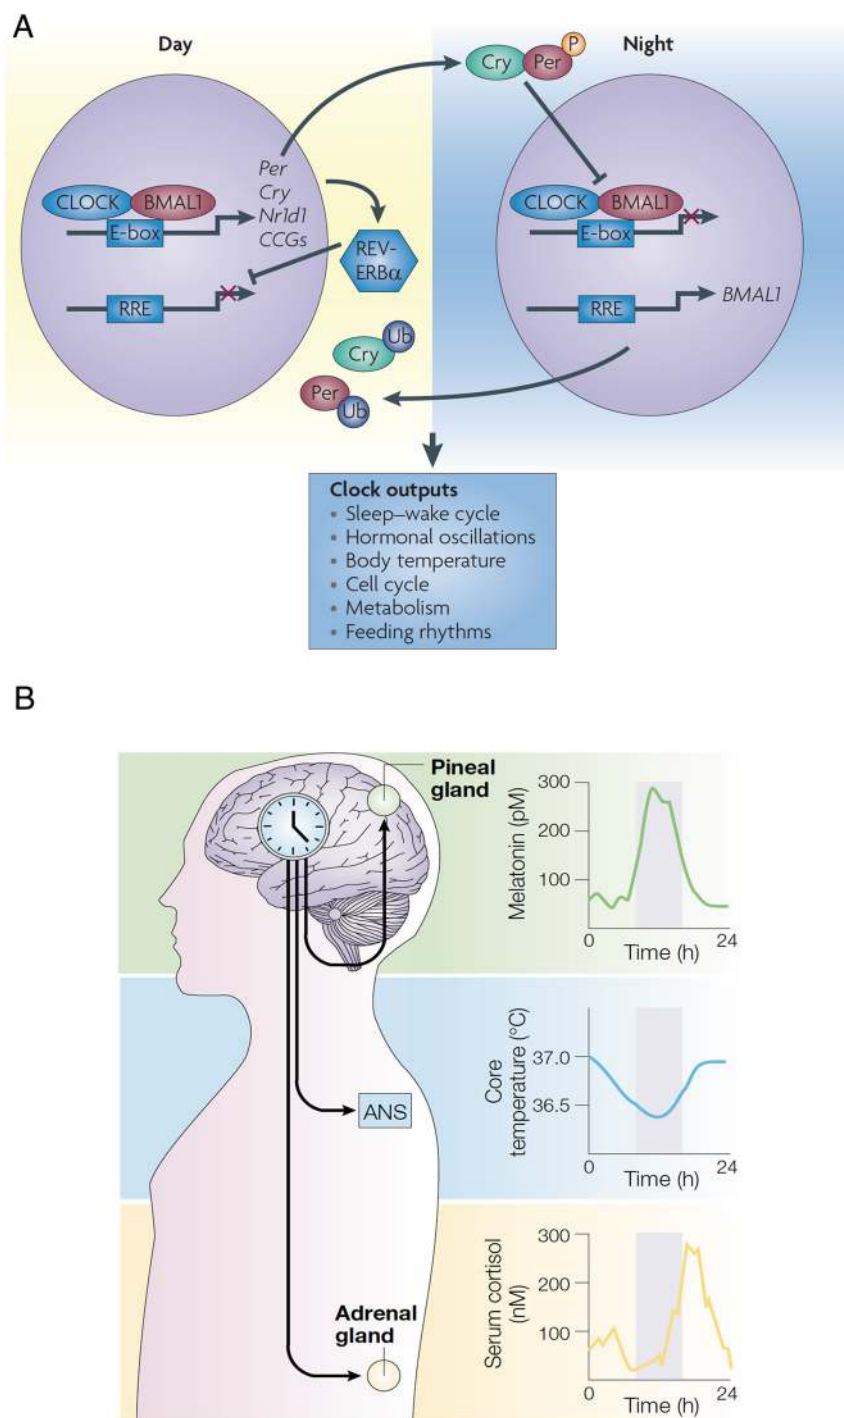 A
Day
Night
Cry
Per
P
Per
Cry
Nr1d1
CCGs
CLOCK
BMAL1
E-box
REV-
ERBα
RRE
CLOCK
BMAL1
E-box
RRE
BMAL1
Cry
Ub
Per
Ub
Clock outputs
• Sleep–wake cycle
• Hormonal oscillations
• Body temperature
• Cell cycle
• Metabolism
• Feeding rhythms
B
Pineal
gland
Melatonin (pM)
300
200
100
0
24
Time (h)
ANS
Core
temperature (°C)
37.0
36.5
0
24
Time (h)
Adrenal
gland
Serum cortisol
(nM)
300
200
100
0
24
Time (h)